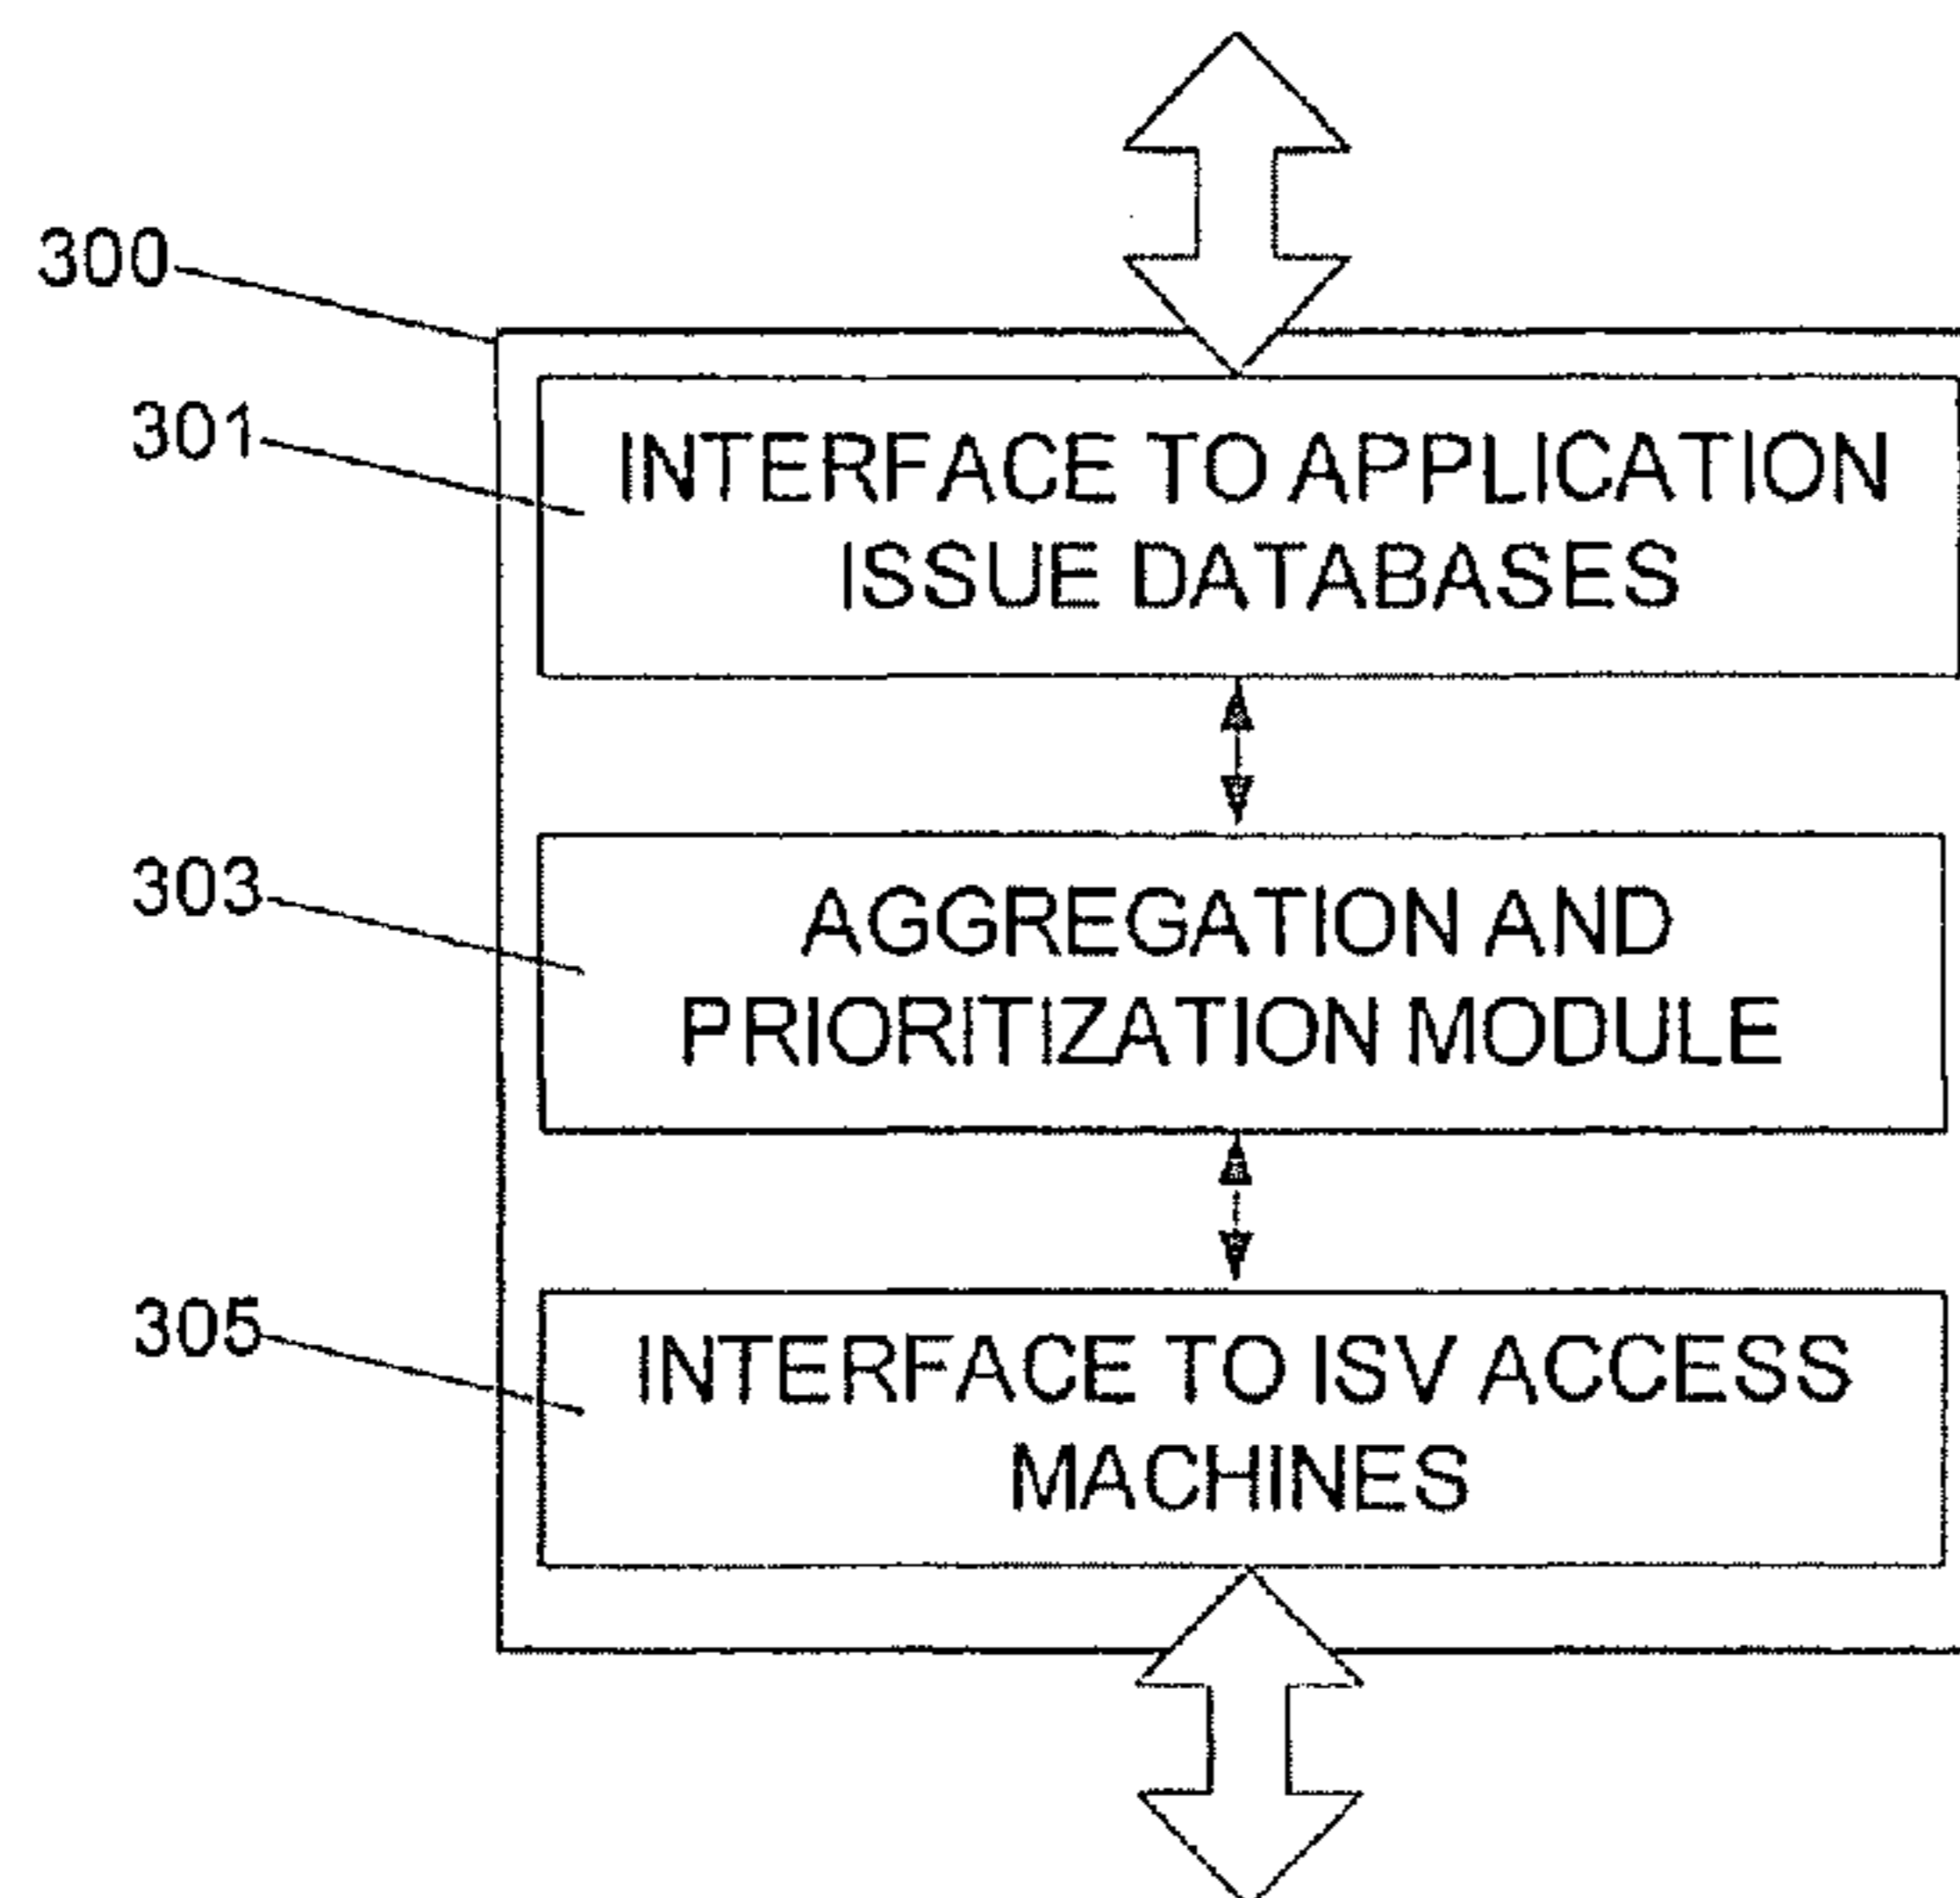 300
301
INTERFACE TO APPLICATION
ISSUE DATABASES
303
AGGREGATION AND
PRIORITIZATION MODULE
305
INTERFACE TO ISV ACCESS
MACHINES